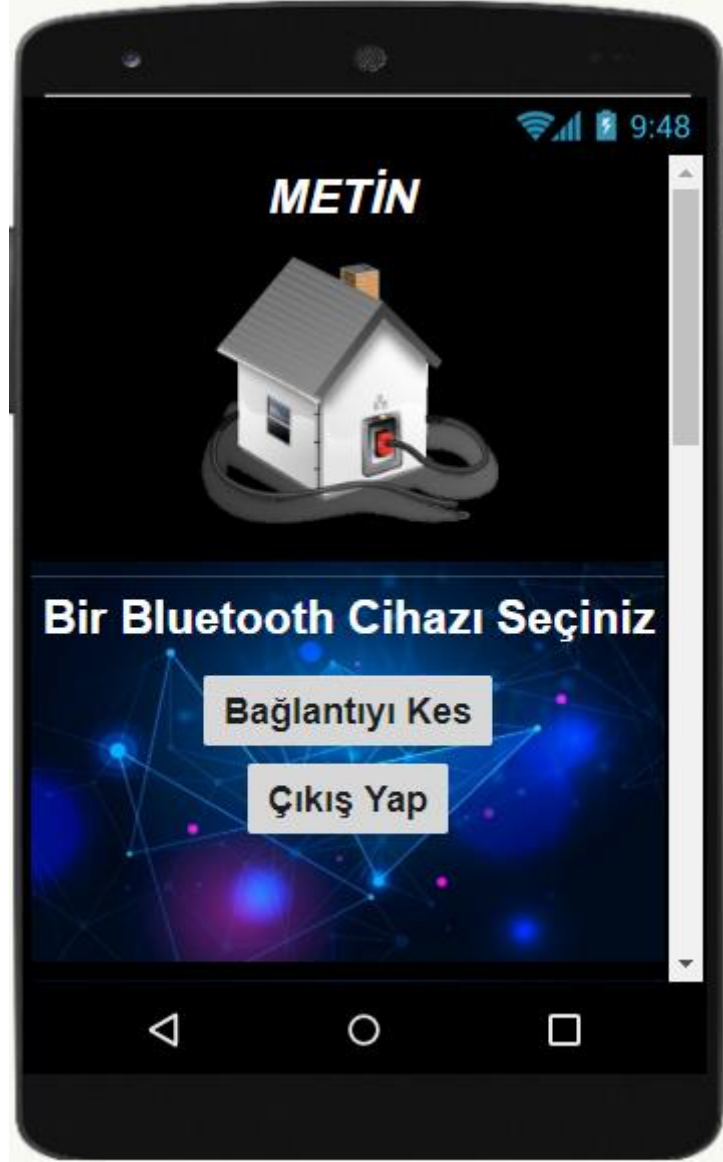 9:48
METİN
Bir Bluetooth Cihazı Seçiniz
Bağlantıyı Kes
Çıkış Yap